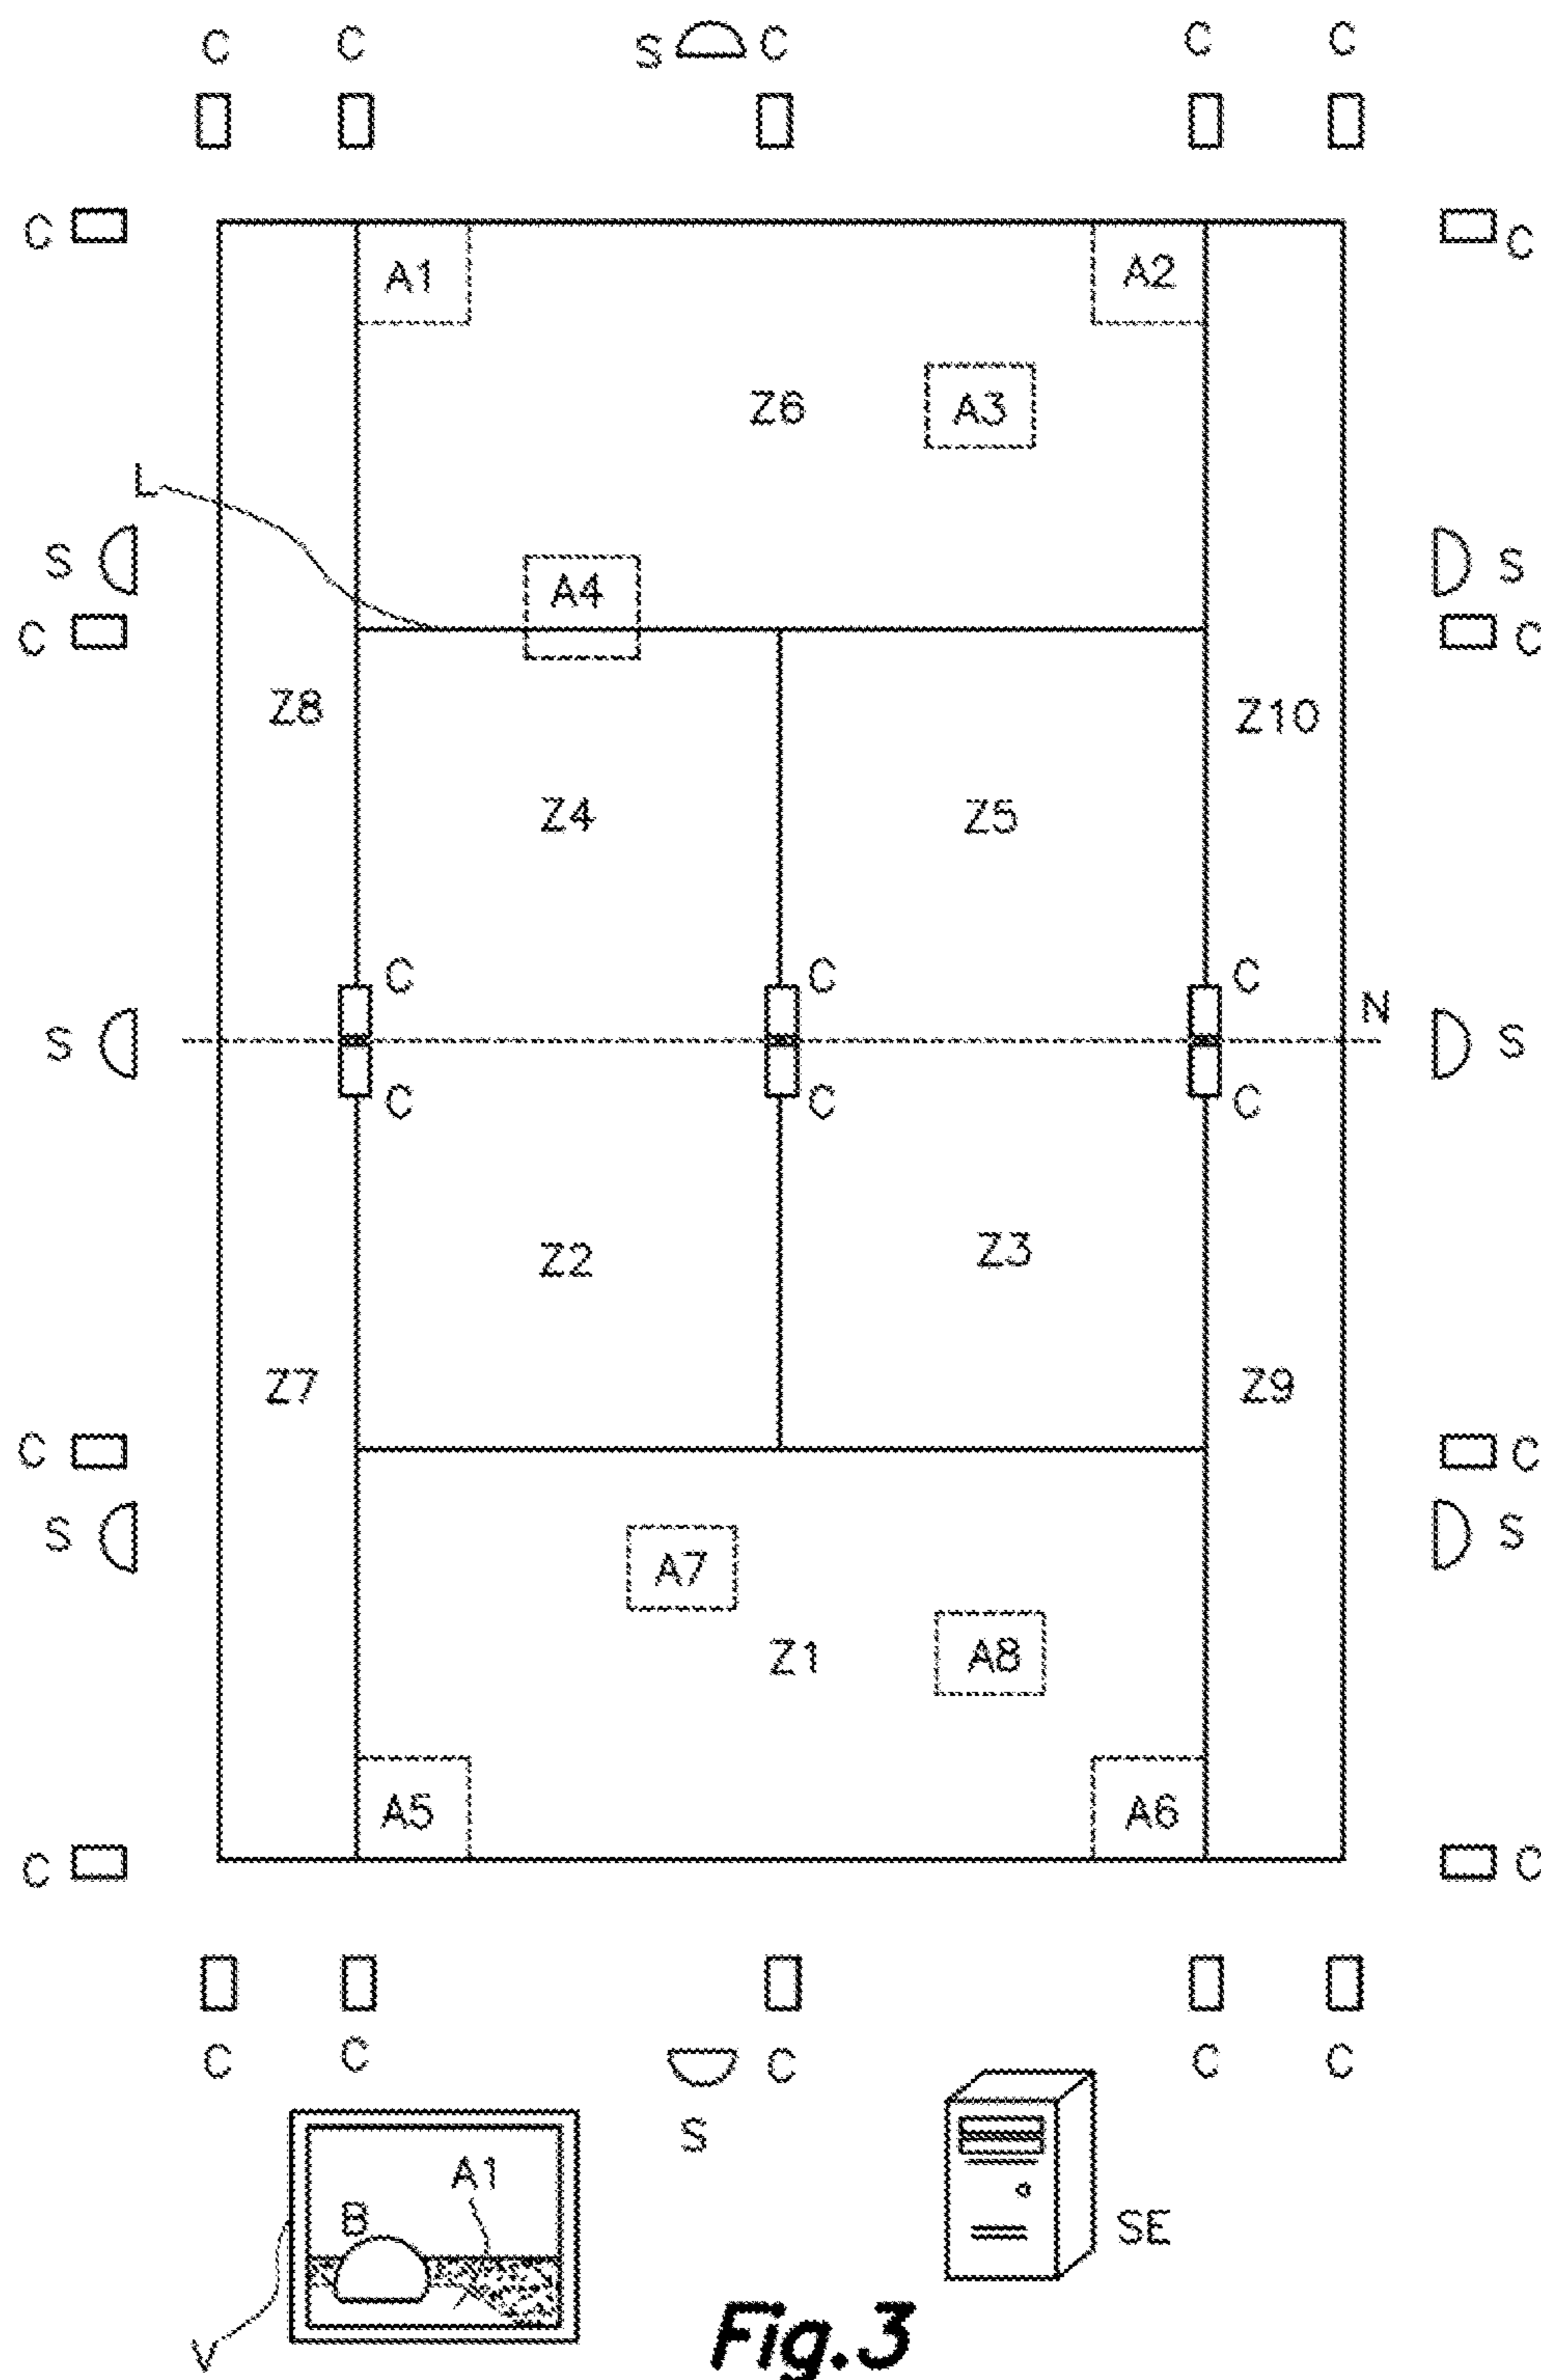 C C S C C C
C C
A1 A2
Z6 A3
L
S A4 S
C C
Z8 Z10
Z4 Z5
C C C
S N S
C C C
Z2 Z3
Z7 Z9
C C
S S
A7
Z1 A8
A5 A6
C C
C C C C C
S
A1
B
SE
V
Fig.3